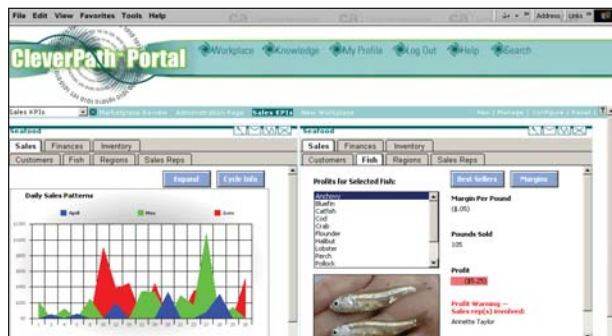 File Edit View Favorites Tools Help
Address Links »
CleverPath Portal
Workplace Knowledge My Profile Log Out Help Search
Sales KPIs
Marketplace Review Administration Page Sales KPIs New Workplace
Seafood
Sales Finances Inventory
Customers Fish Regions Sales Reps
Expand Cycle Info
Daily Sales Patterns
April May June
Seafood
Sales Finances Inventory
Customers Fish Regions Sales Reps
Best Sellers Margins
Profits for Selected Fish:
Anchovy
Bluefin
Catfish
Cod
Crab
Flounder
Halibut
Lobster
Perch
Pollock
Margin Per Pound
($.05)
Pounds Sold
105
Profit
($5.25)
Profit Warning —
Sales rep(s) involved:
Annette Taylor